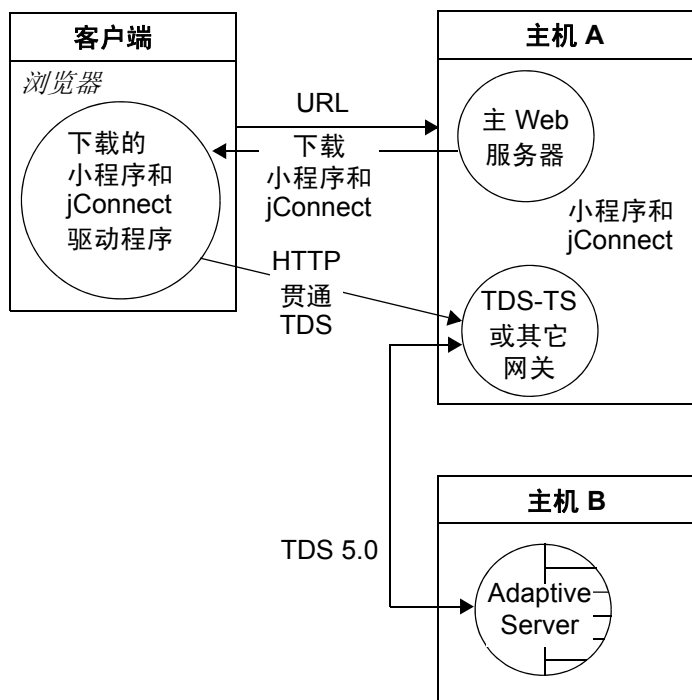 客户端
浏览器
下载的
小程序和
jConnect
驱动程序
URL
下载
小程序和
jConnect
HTTP
贯通
TDS
主机 A
主 Web
服务器
小程序和
jConnect
TDS-TS
或其它
网关
TDS 5.0
主机 B
Adaptive
Server